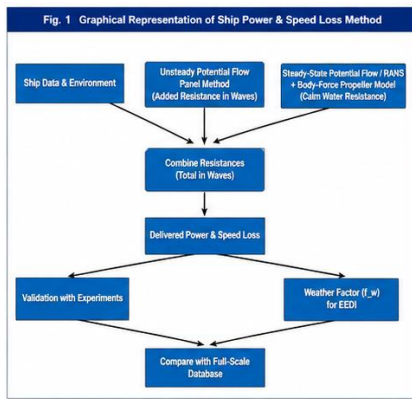 Fig. 1 Graphical Representation of Ship Power & Speed Loss Method
Ship Data & Environment
Unsteady Potential Flow
Panel Method
(Added Resistance in Waves)
Steady-State Potential Flow / RANS
+ Body-Force Propeller Model
(Calm Water Resistance)
Combine Resistances
(Total in Waves)
Delivered Power & Speed Loss
Validation with Experiments
Weather Factor (f_w)
for EEDI
Compare with Full-Scale
Database